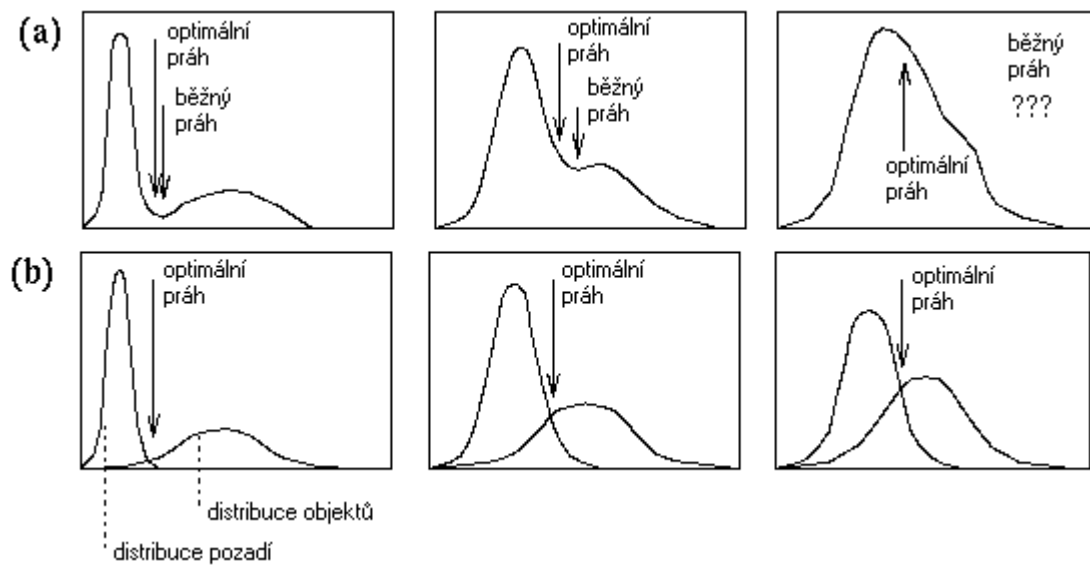 (a)
optimální
práh
běžný
práh
optimální
práh
běžný
práh
běžný
práh
???
optimální
práh
(b)
optimální
práh
optimální
práh
optimální
práh
distribuce objektů
distribuce pozadí